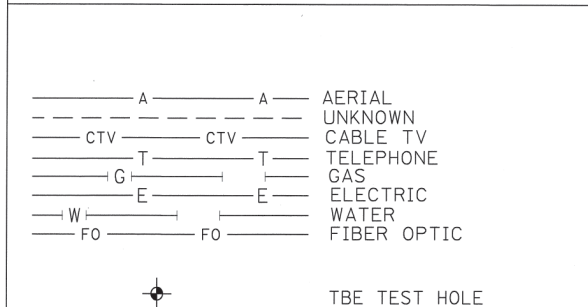 A A AERIAL
UNKNOWN
CTV CTV CABLE TV
T T TELEPHONE
G GAS
E E ELECTRIC
W WATER
FO FO FIBER OPTIC
TBE TEST HOLE